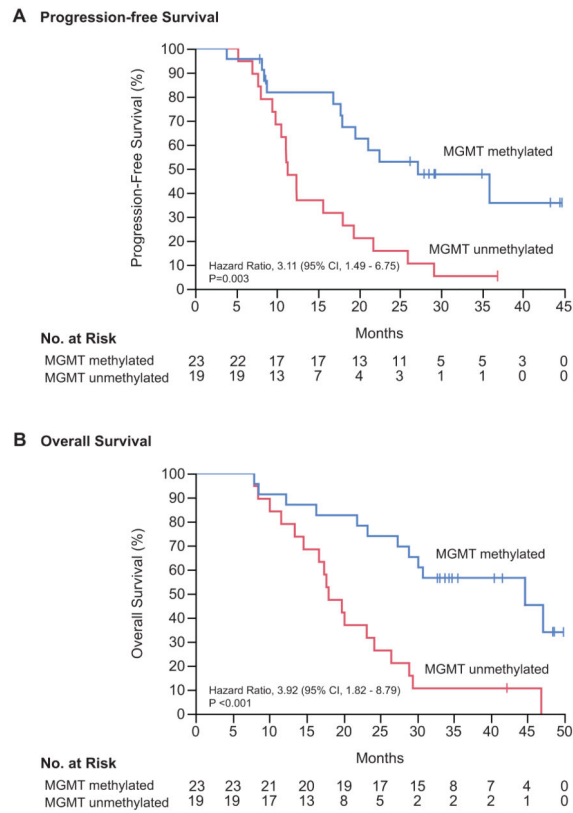 A Progression-free Survival
Progression-Free Survival (%)
100
90
80
70
60
50
40
30
20
10
0
MGMT methylated
MGMT unmethylated
Hazard Ratio, 3.11 (95% CI, 1.49 - 6.75)
P=0.003
0 5 10 15 20 25 30 35 40 45
Months
No. at Risk
MGMT methylated 23 22 17 17 13 11 5 5 3 0
MGMT unmethylated 19 19 13 7 4 3 1 1 0 0
B Overall Survival
Overall Survival (%)
100
90
80
70
60
50
40
30
20
10
0
MGMT methylated
MGMT unmethylated
Hazard Ratio, 3.92 (95% CI, 1.82 - 8.79)
P <0.001
0 5 10 15 20 25 30 35 40 45 50
Months
No. at Risk
MGMT methylated 23 23 21 20 19 17 15 8 7 4 0
MGMT unmethylated 19 19 17 13 8 5 2 2 2 1 0